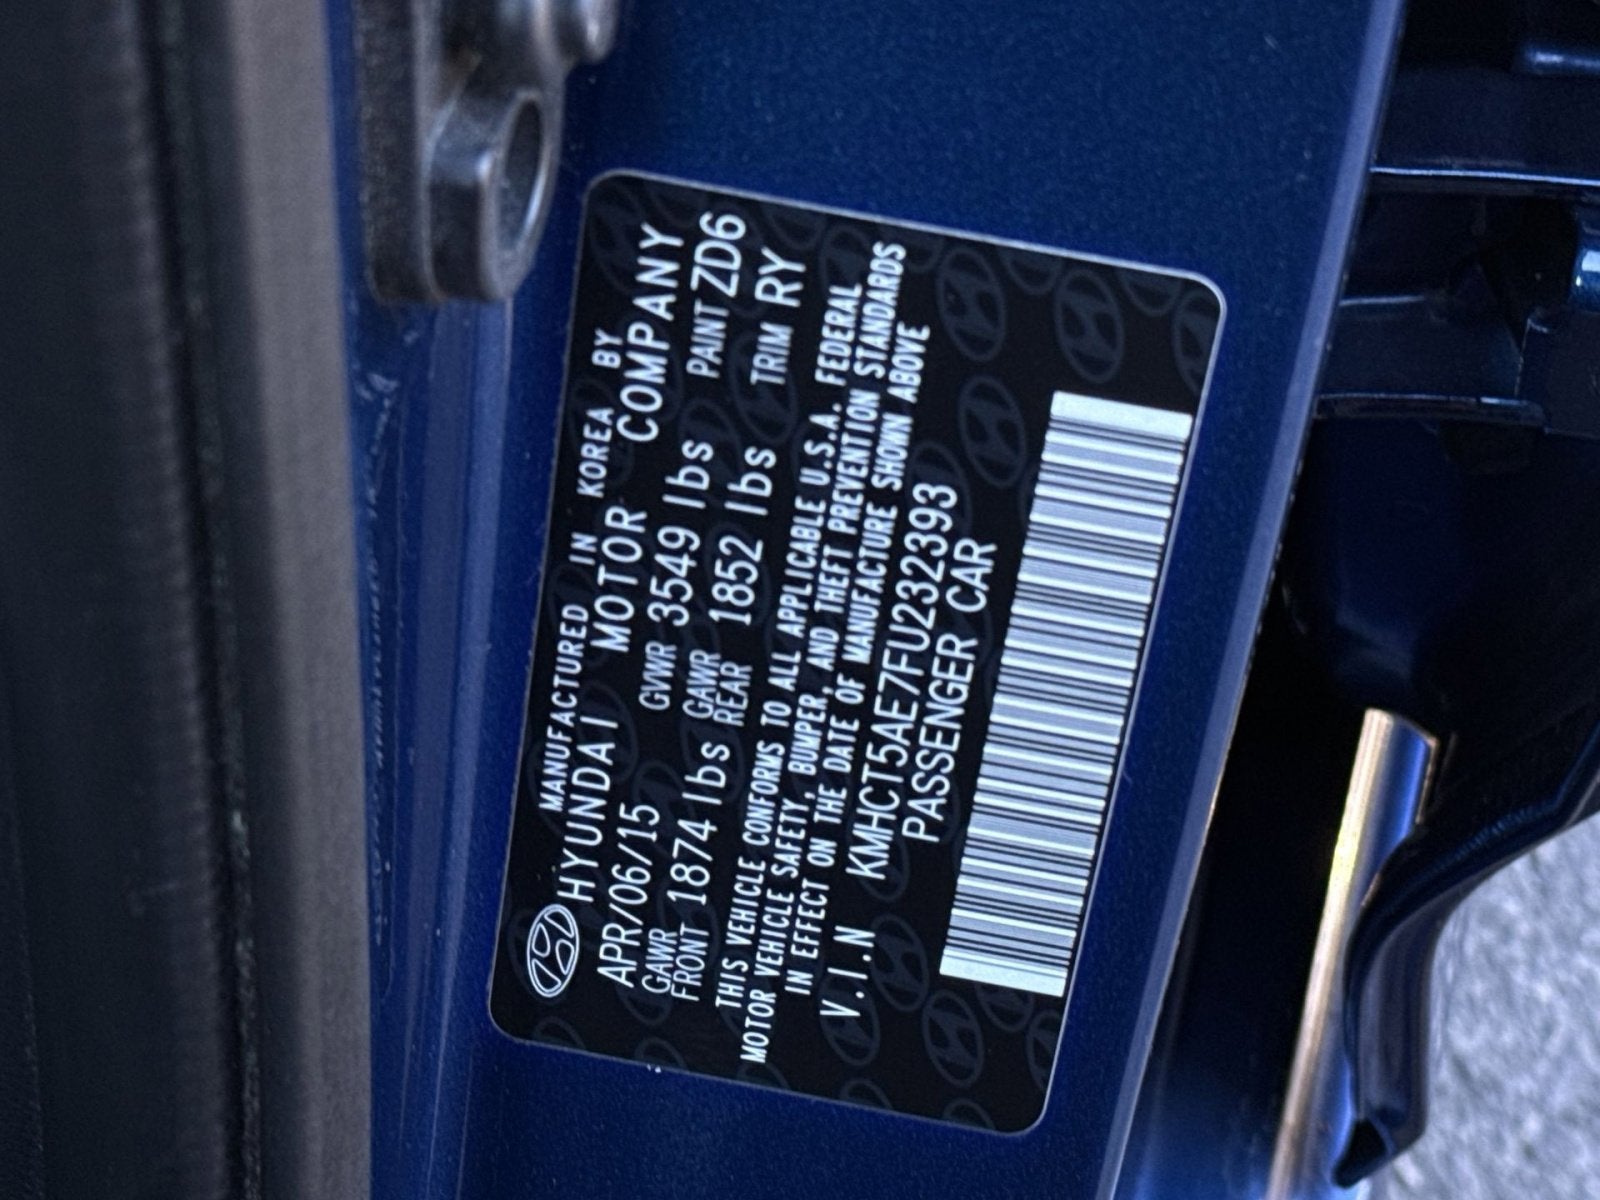 MANUFACTURED IN KOREA BY
HYUNDAI MOTOR COMPANY
APR/06/15 GVWR 3549 lbs PAINT ZD6
GAWR FRONT 1874 lbs GAWR REAR 1852 lbs TRIM RY
THIS VEHICLE CONFORMS TO ALL APPLICABLE U.S.A. FEDERAL
MOTOR VEHICLE SAFETY, BUMPER, AND THEFT PREVENTION STANDARDS
IN EFFECT ON THE DATE OF MANUFACTURE SHOWN ABOVE
V.I.N KMHCT5AE7FU232393
PASSENGER CAR